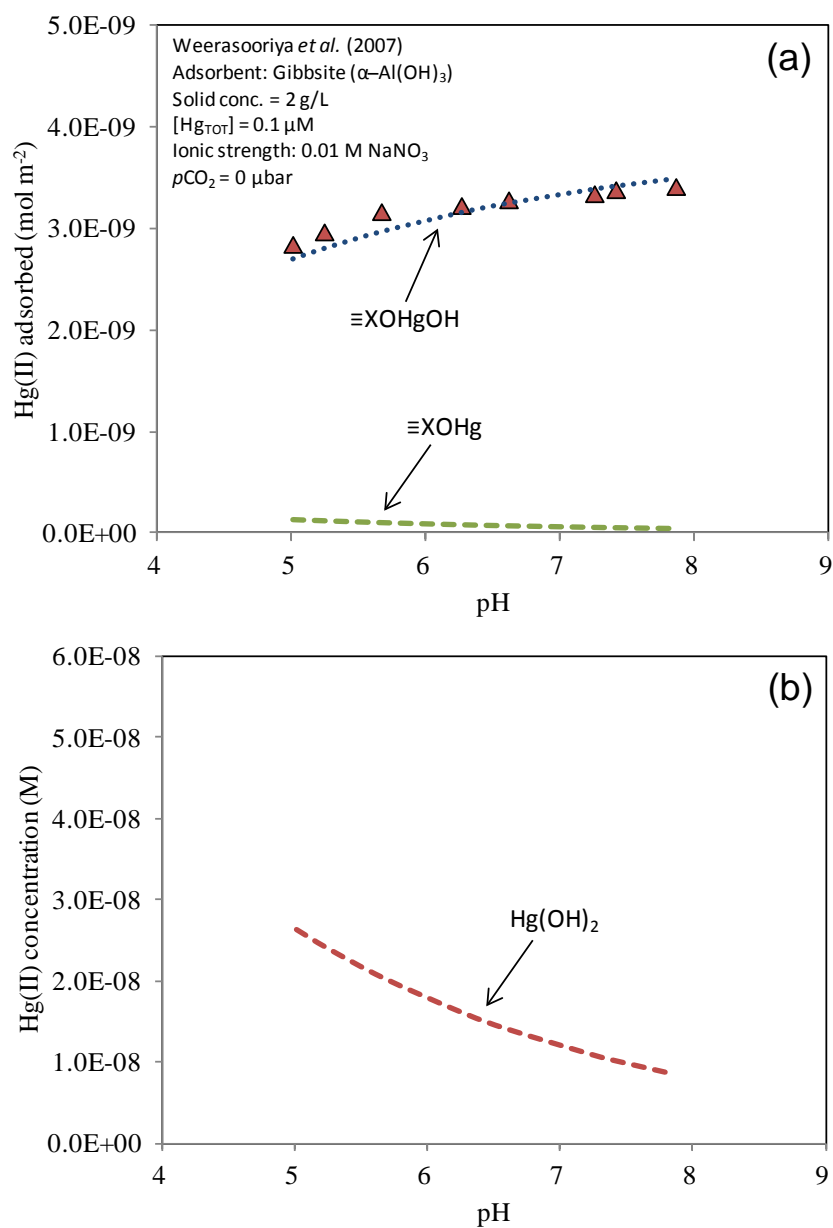 5.0E-09
4.0E-09
3.0E-09
2.0E-09
1.0E-09
0.0E+00
Hg(II) adsorbed (mol m⁻²)
Weerasooriya et al. (2007)
Adsorbent: Gibbsite (α–Al(OH)₃)
Solid conc. = 2 g/L
[Hg_TOT] = 0.1 µM
Ionic strength: 0.01 M NaNO₃
pCO₂ = 0 µbar
(a)
≡XOHgOH
≡XOHg
4 5 6 7 8 9
pH
6.0E-08
5.0E-08
4.0E-08
3.0E-08
2.0E-08
1.0E-08
0.0E+00
Hg(II) concentration (M)
(b)
Hg(OH)₂
4 5 6 7 8 9
pH